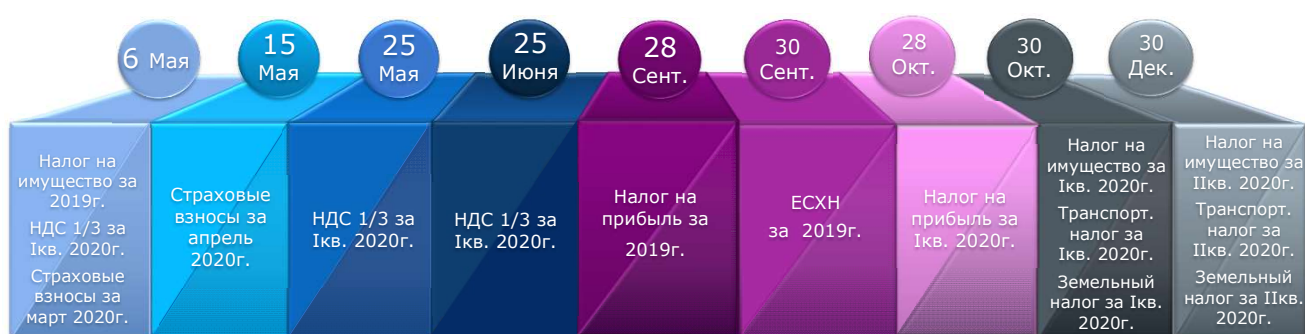 6 Мая
15
Мая
25
Мая
25
Июня
28
Сент.
30
Сент.
28
Окт.
30
Окт.
30
Дек.
Налог на
имущество за
2019г.
НДС 1/3 за
Iкв. 2020г.
Страховые
взносы за
март 2020г.
Страховые
взносы за
апрель
2020г.
НДС 1/3 за
Iкв. 2020г.
НДС 1/3 за
Iкв. 2020г.
Налог на
прибыль за
2019г.
ЕСХН
за 2019г.
Налог на
прибыль за
Iкв. 2020г.
Налог на
имущество за
Iкв. 2020г.
Транспорт.
налог за
Iкв. 2020г.
Земельный
налог за Iкв.
2020г.
Налог на
имущество за
IIкв. 2020г.
Транспорт.
налог за
IIкв. 2020г.
Земельный
налог за IIкв.
2020г.